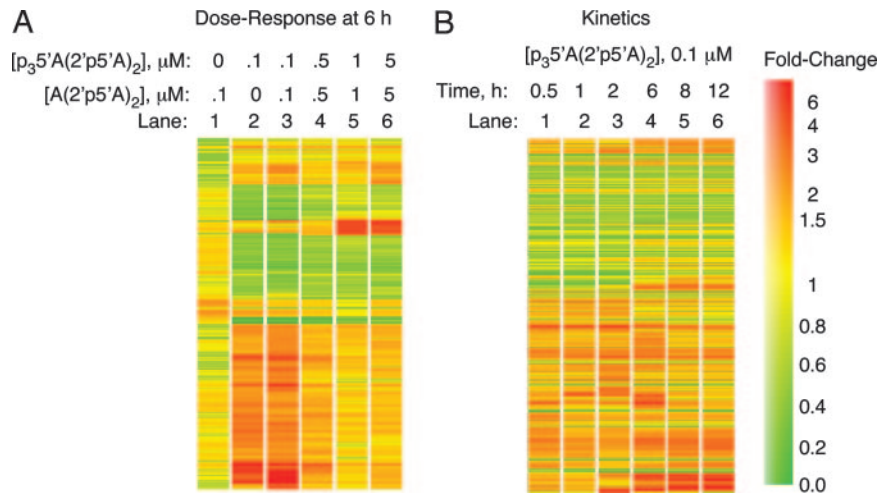 A Dose-Response at 6 h
[p₃5'A(2'p5'A)₂], μM: 0 .1 .1 .5 1 5
[A(2'p5'A)₂], μM: .1 0 .1 .5 1 5
Lane: 1 2 3 4 5 6
B Kinetics
[p₃5'A(2'p5'A)₂], 0.1 μM
Time, h: 0.5 1 2 6 8 12
Lane: 1 2 3 4 5 6
Fold-Change
6
4
3
2
1.5
1
0.8
0.6
0.4
0.2
0.0